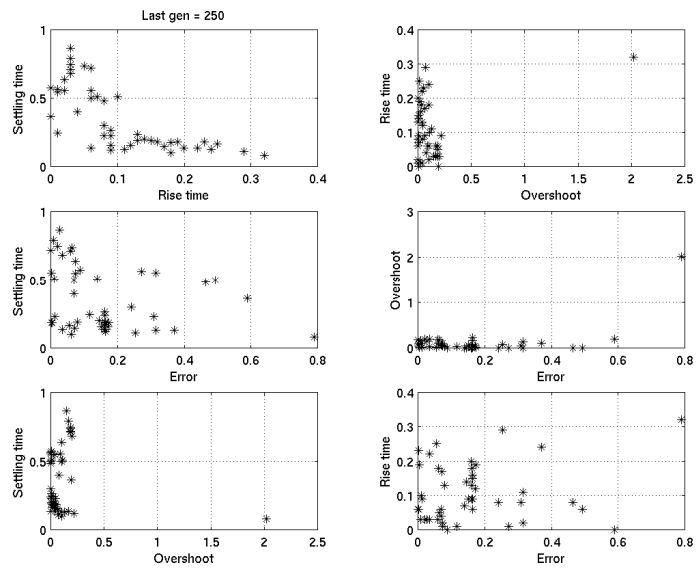 Last gen = 250
1
0.5
0
Settling time
0 0.1 0.2 0.3 0.4
Rise time
0.4
0.3
0.2
0.1
0
Rise time
0 0.5 1 1.5 2 2.5
Overshoot
1
0.5
0
Settling time
0 0.2 0.4 0.6 0.8
Error
3
2
1
0
Overshoot
0 0.2 0.4 0.6 0.8
Error
1
0.5
0
Settling time
0 0.5 1 1.5 2 2.5
Overshoot
0.4
0.3
0.2
0.1
0
Rise time
0 0.2 0.4 0.6 0.8
Error